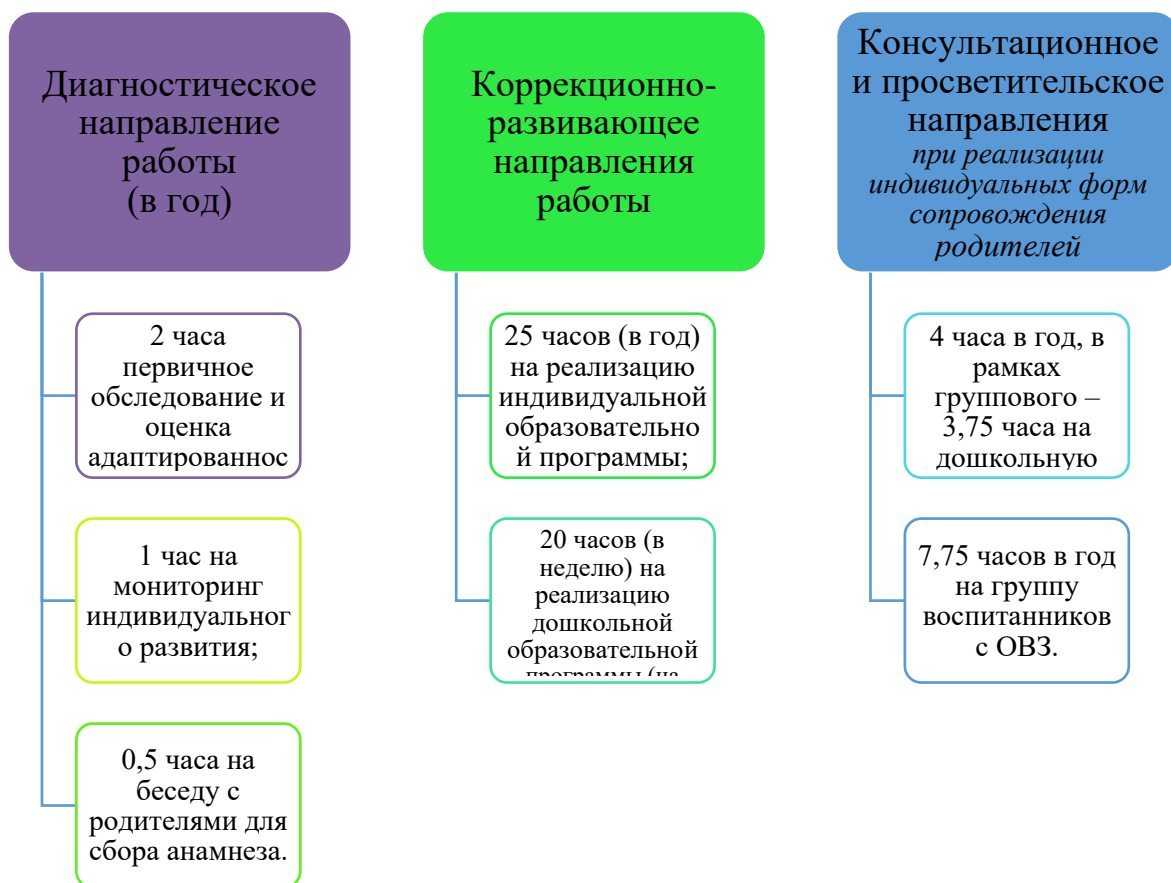 Диагностическое
направление
работы
(в год)
2 часа
первичное
обследование и
оценка
адаптированнос
1 час на
мониторинг
индивидуальног
о развития;
0,5 часа на
беседу с
родителями для
сбора анамнеза.
Коррекционно-
развивающее
направления
работы
25 часов (в год)
на реализацию
индивидуальной
образовательно
й программы;
20 часов (в
неделю) на
реализацию
дошкольной
образовательной
программы (на
Консультационное
и просветительское
направления
при реализации
индивидуальных форм
сопровождения
родителей
4 часа в год, в
рамках
группового –
3,75 часа на
дошкольную
7,75 часов в год
на группу
воспитанников
с ОВЗ.